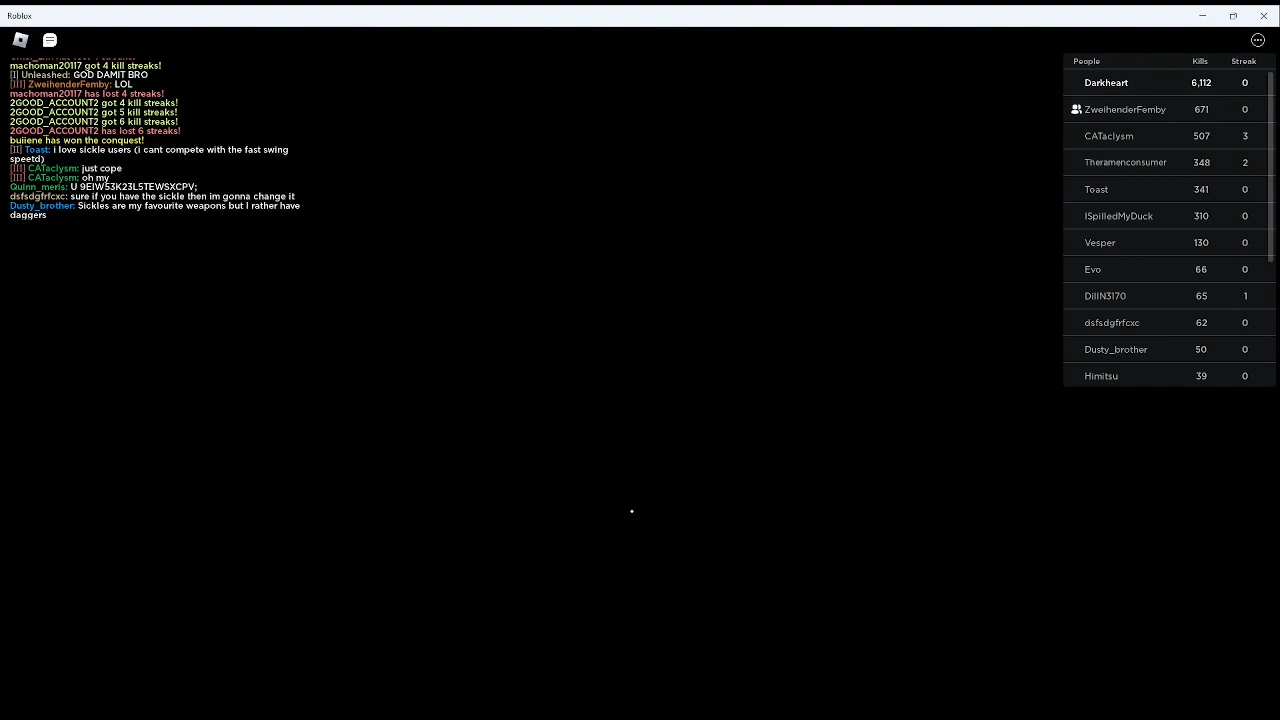 Roblox
machoman20117 got 4 kill streaks!
[I] Unleashed: GOD DAMIT BRO
[III] ZweihenderFemby: LOL
machoman20117 has lost 4 streaks!
2GOOD_ACCOUNT2 got 4 kill streaks!
2GOOD_ACCOUNT2 got 5 kill streaks!
2GOOD_ACCOUNT2 got 6 kill streaks!
2GOOD_ACCOUNT2 has lost 6 streaks!
buiiene has won the conquest!
[II] Toast: i love sickle users (i cant compete with the fast swing
speetd)
[III] CATaclysm: just cope
[III] CATaclysm: oh my
Quinn_meris: U 9EIW53K23L5TEWSXCPV;
dsfsdgfrfcxc: sure if you have the sickle then im gonna change it
Dusty_brother: Sickles are my favourite weapons but I rather have
daggers
People Kills Streak
Darkheart 6,112 0
ZweihenderFemby 671 0
CATaclysm 507 3
Theramenconsumer 348 2
Toast 341 0
ISpilledMyDuck 310 0
Vesper 130 0
Evo 66 0
DillN3170 65 1
dsfsdgfrfcxc 62 0
Dusty_brother 50 0
Himitsu 39 0